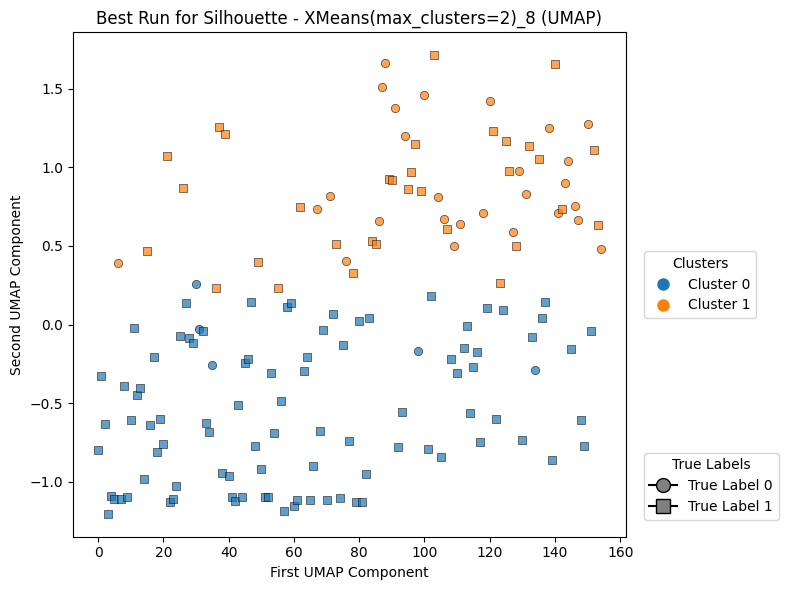 Best Run for Silhouette - XMeans(max_clusters=2)_8 (UMAP)
Second UMAP Component
1.5
1.0
0.5
0.0
−0.5
−1.0
0 20 40 60 80 100 120 140 160
First UMAP Component
Clusters
Cluster 0
Cluster 1
True Labels
True Label 0
True Label 1